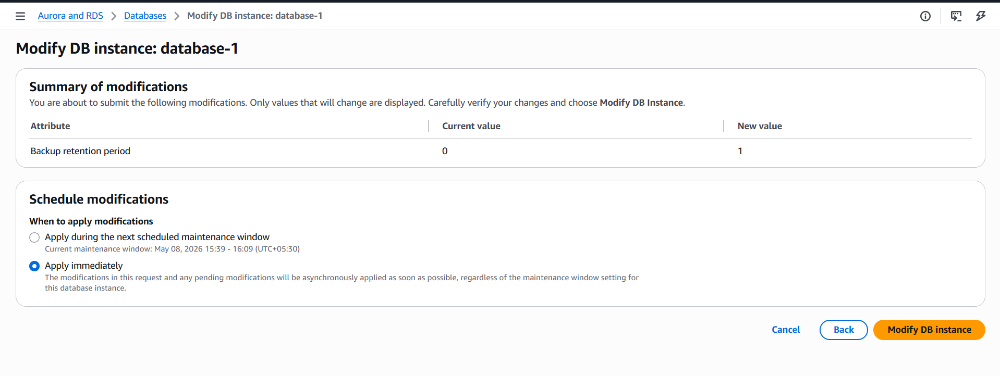 Aurora and RDS > Databases > Modify DB instance: database-1
Modify DB instance: database-1
Summary of modifications
You are about to submit the following modifications. Only values that will change are displayed. Carefully verify your changes and choose Modify DB Instance.
Attribute Current value New value
Backup retention period 0 1
Schedule modifications
When to apply modifications
Apply during the next scheduled maintenance window
Current maintenance window: May 08, 2026 15:39 - 16:09 (UTC+05:30)
Apply immediately
The modifications in this request and any pending modifications will be asynchronously applied as soon as possible, regardless of the maintenance window setting for
this database instance.
Cancel Back Modify DB instance